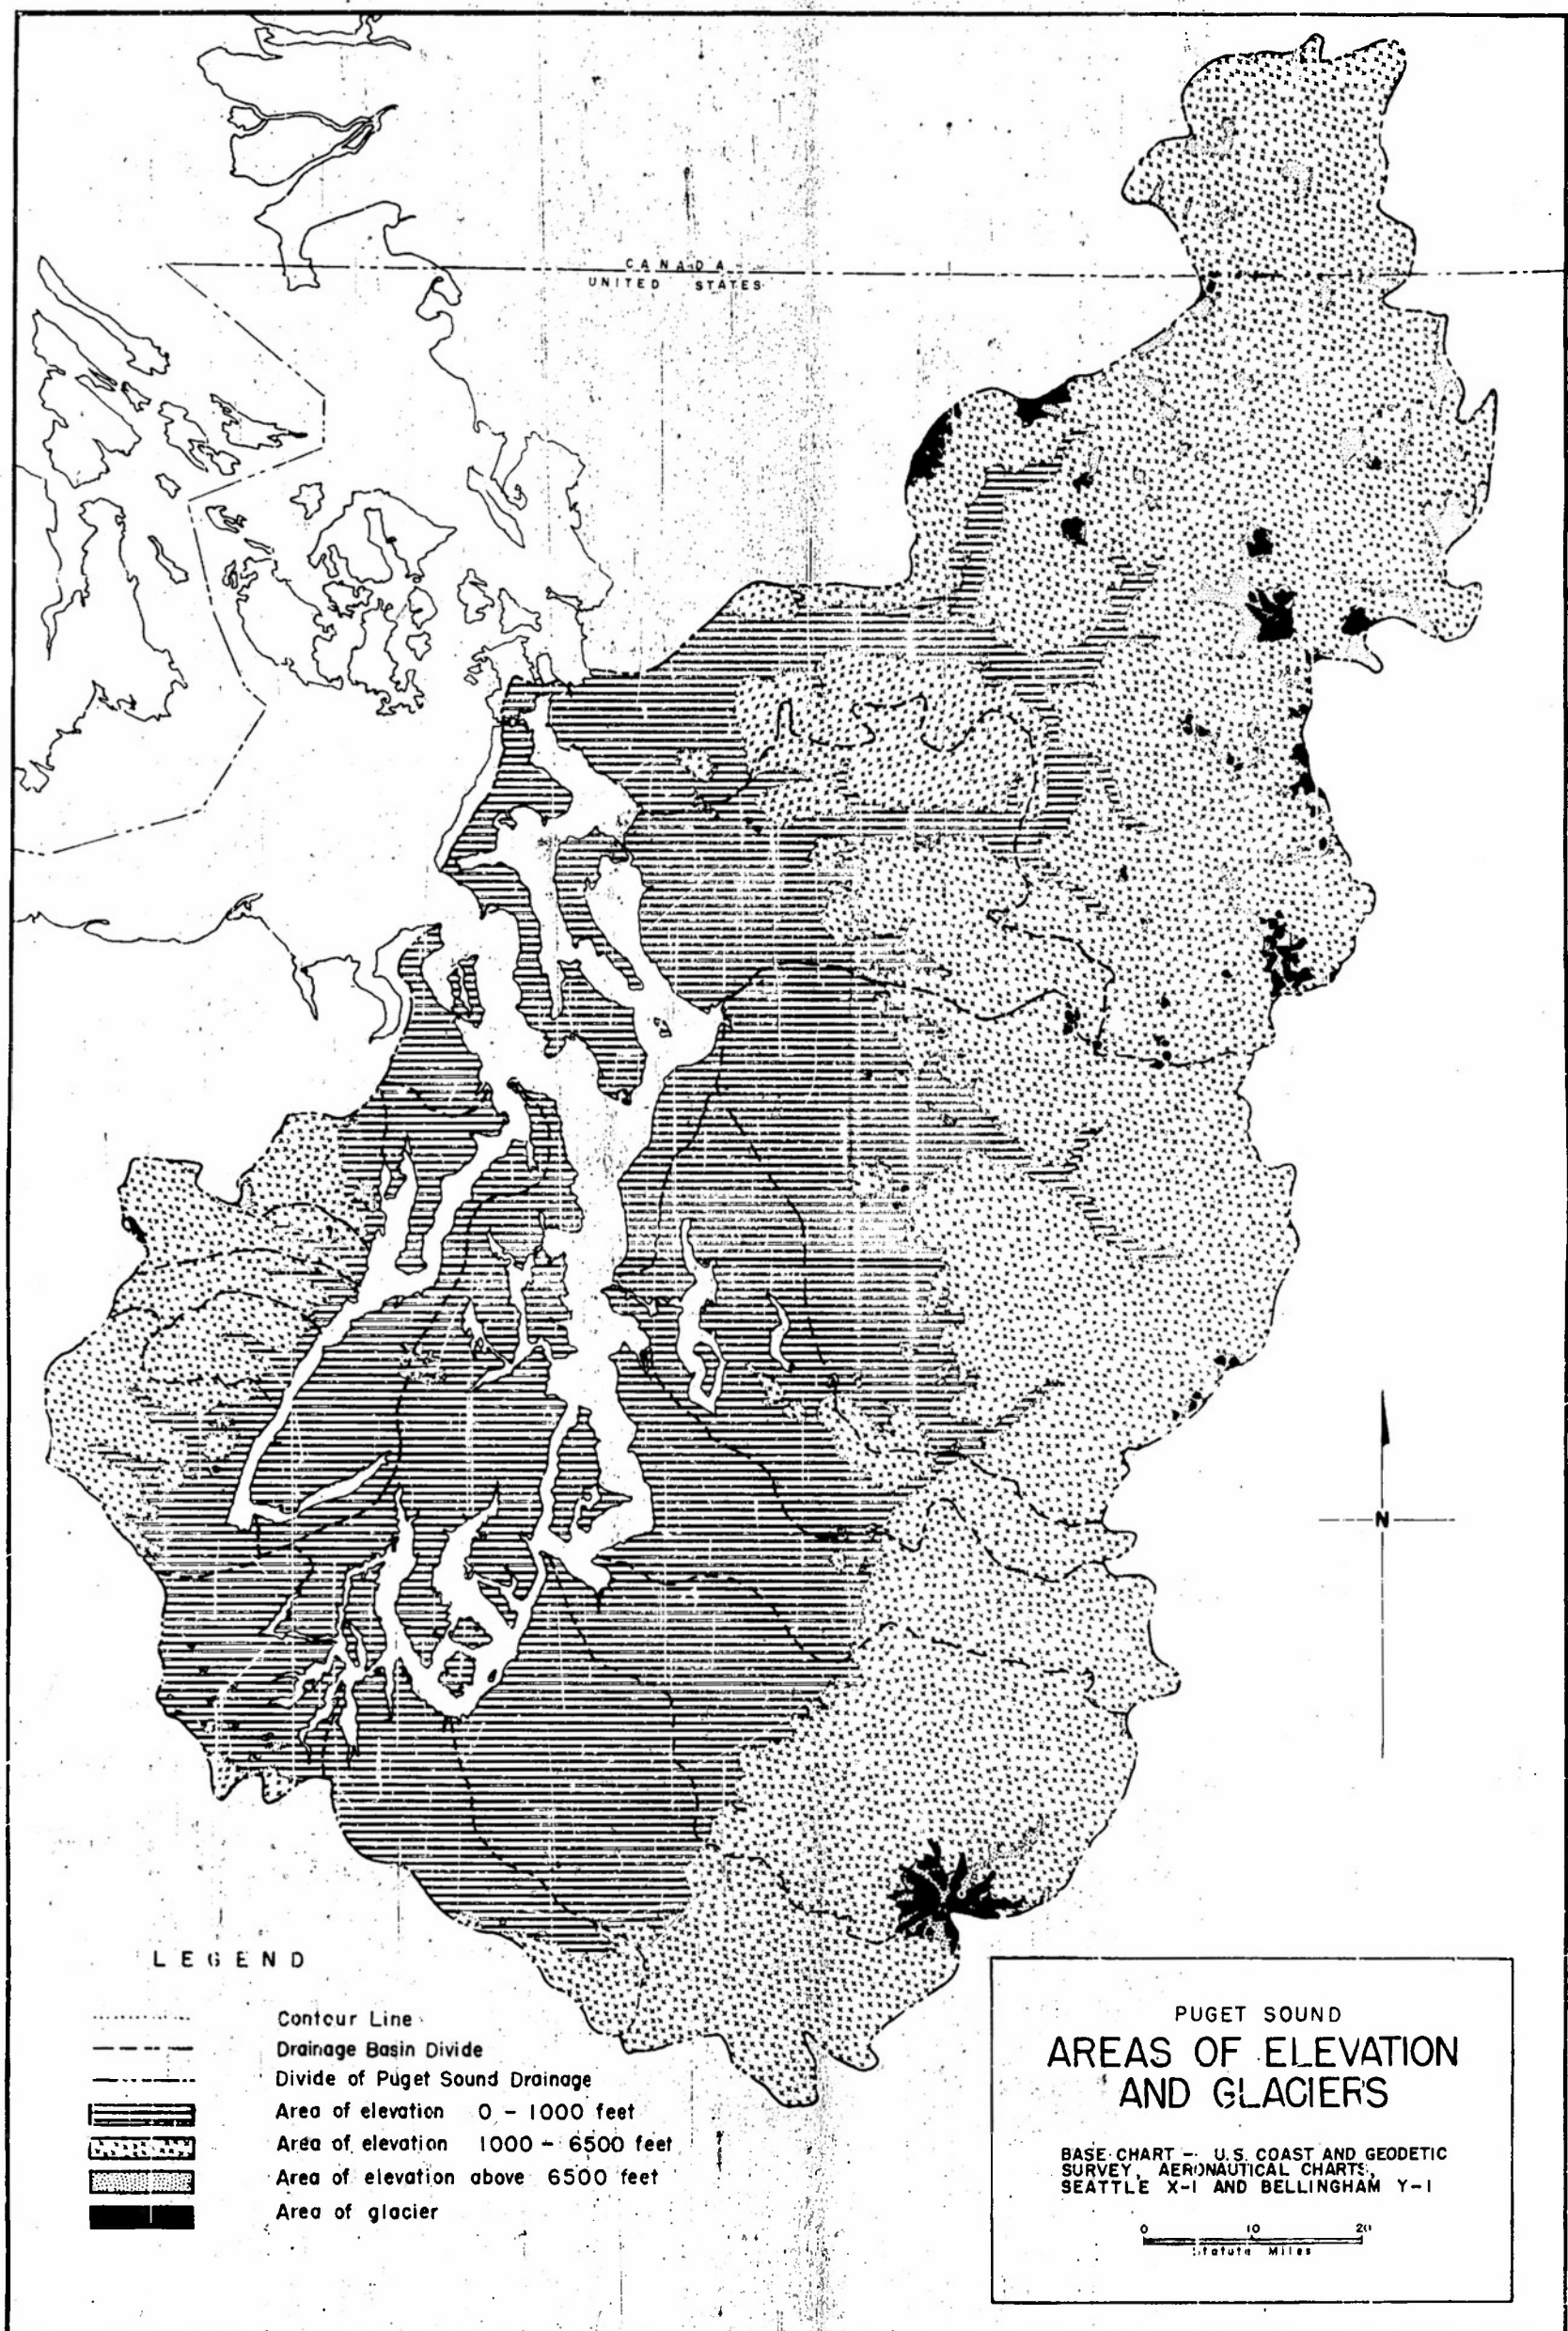 CANADA
UNITED STATES
N
LEGEND
Contour Line
Drainage Basin Divide
Divide of Puget Sound Drainage
Area of elevation 0 - 1000 feet
Area of elevation 1000 - 6500 feet
Area of elevation above 6500 feet
Area of glacier
PUGET SOUND
AREAS OF ELEVATION
AND GLACIERS
BASE CHART - U.S. COAST AND GEODETIC
SURVEY, AERONAUTICAL CHARTS,
SEATTLE X-1 AND BELLINGHAM Y-1
0 10 20
Statute Miles